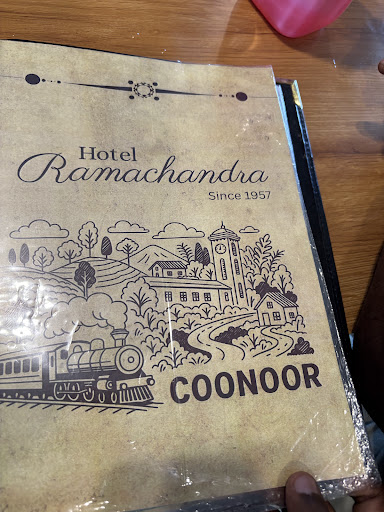 Hotel
Ramachandra
Since 1957
COONOOR